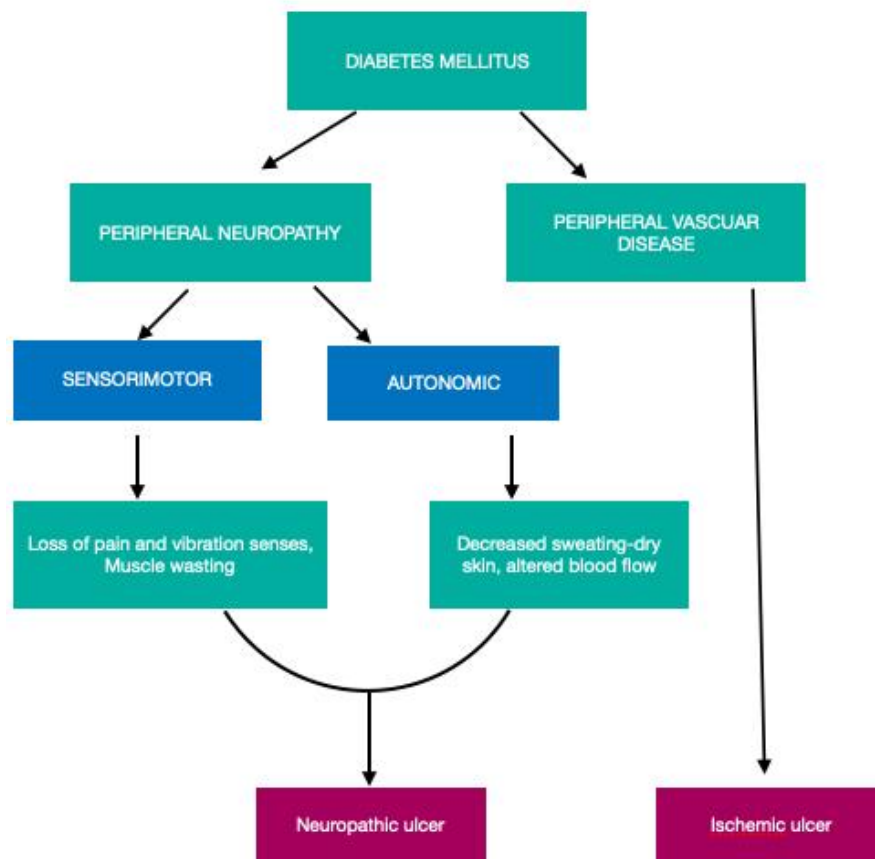 DIABETES MELLITUS
PERIPHERAL NEUROPATHY
PERIPHERAL VASCUAR
DISEASE
SENSORIMOTOR
AUTONOMIC
Loss of pain and vibration senses,
Muscle wasting
Decreased sweating-dry
skin, altered blood flow
Neuropathic ulcer
Ischemic ulcer